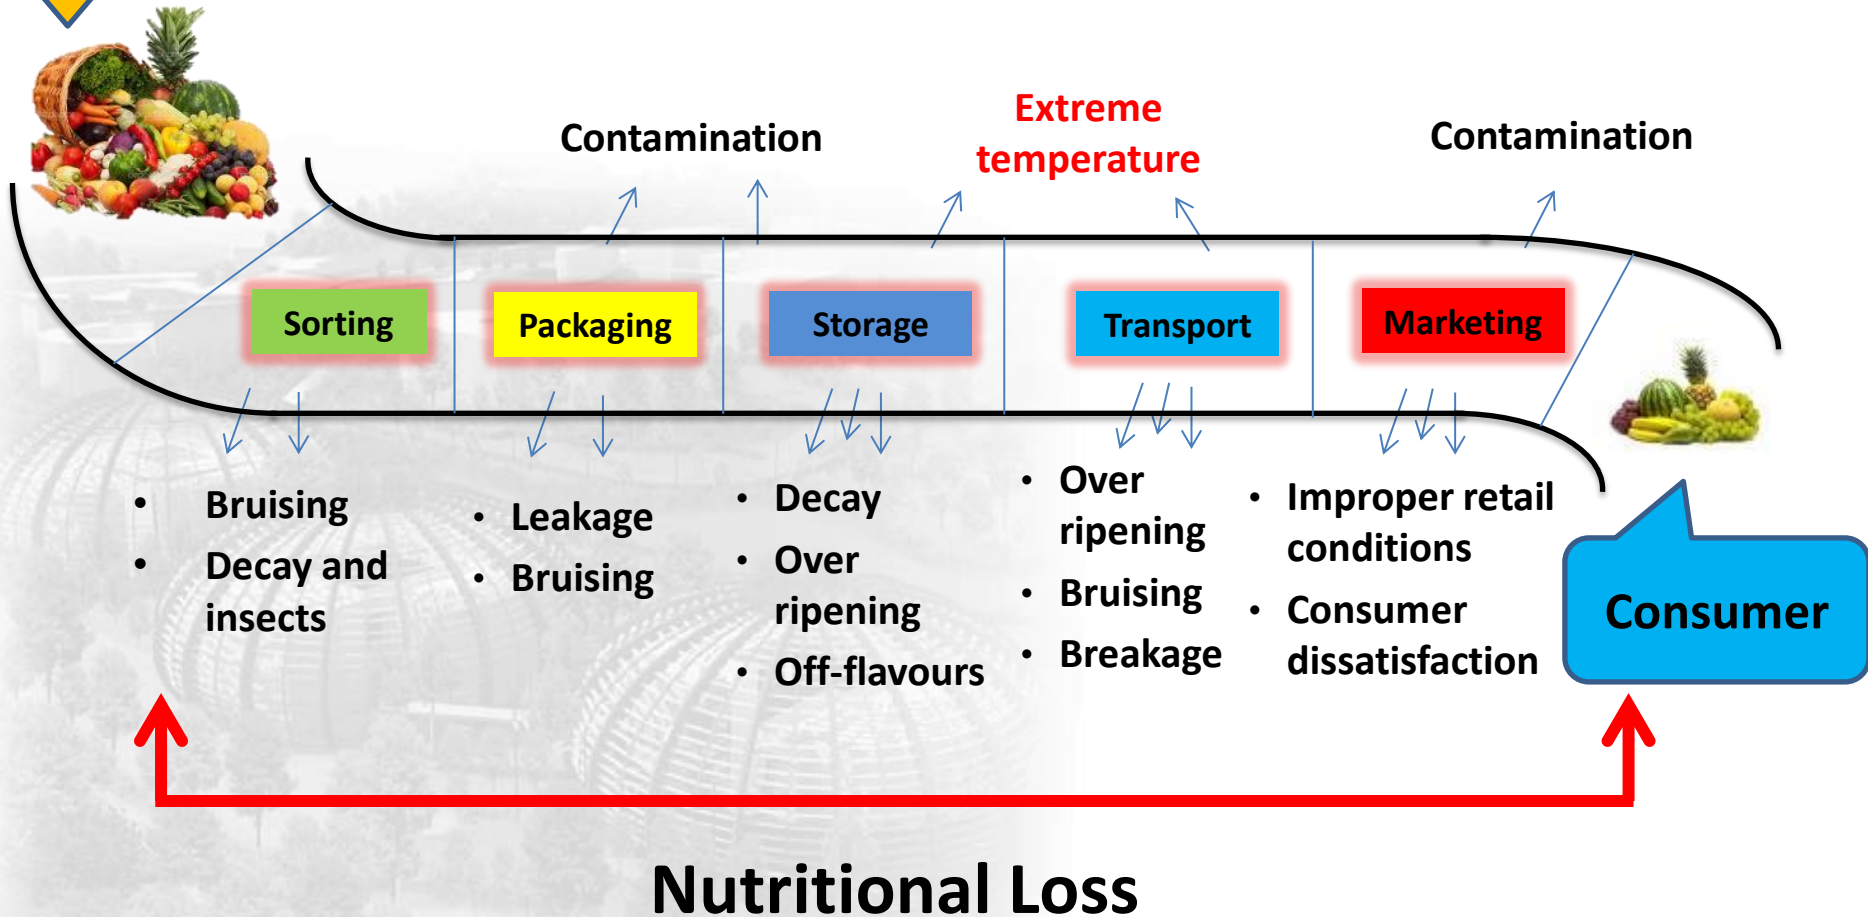 Contamination
Extreme
temperature
Contamination
Sorting
Packaging
Storage
Transport
Marketing
• Bruising
• Decay and
insects
• Leakage
• Bruising
• Decay
• Over
ripening
• Off-flavours
• Over
ripening
• Bruising
• Breakage
• Improper retail
conditions
• Consumer
dissatisfaction
Consumer
Nutritional Loss